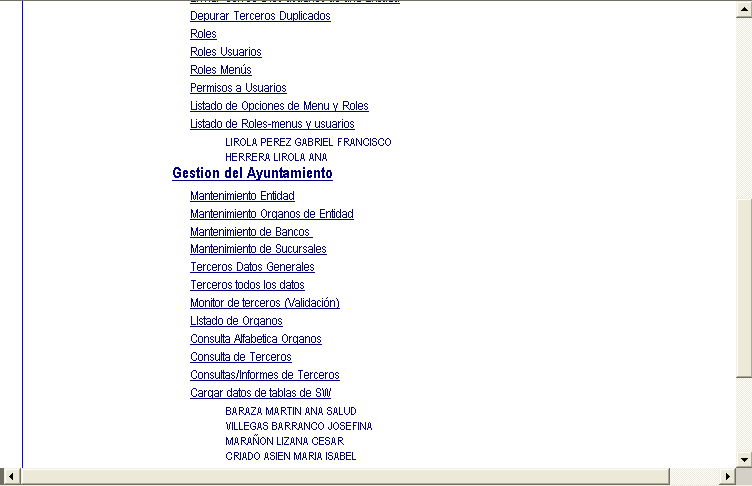 Depurar Terceros Duplicados
Roles
Roles Usuarios
Roles Menús
Permisos a Usuarios
Listado de Opciones de Menu y Roles
Listado de Roles-menus y usuarios
LIROLA PEREZ GABRIEL FRANCISCO
HERRERA LIROLA ANA
Gestion del Ayuntamiento
Mantenimiento Entidad
Mantenimiento Organos de Entidad
Mantenimiento de Bancos
Mantenimiento de Sucursales
Terceros Datos Generales
Terceros todos los datos
Monitor de terceros (Validación)
LIstado de Organos
Consulta Alfabetica Organos
Consulta de Terceros
Consultas/Informes de Terceros
Cargar datos de tablas de SW
BARAZA MARTIN ANA SALUD
VILLEGAS BARRANCO JOSEFINA
MARAÑON LIZANA CESAR
CRIADO ASIEN MARIA ISABEL